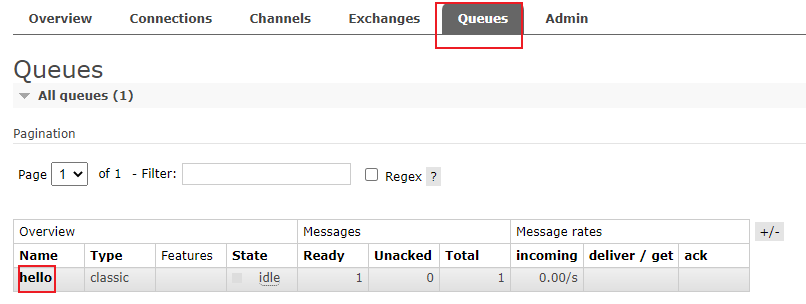 Overview Connections Channels Exchanges Queues Admin
Queues
All queues (1)
Pagination
Page 1 of 1 - Filter: Regex ?
Overview Messages Message rates +/-
Name Type Features State Ready Unacked Total incoming deliver / get ack
hello classic idle 1 0 1 0.00/s